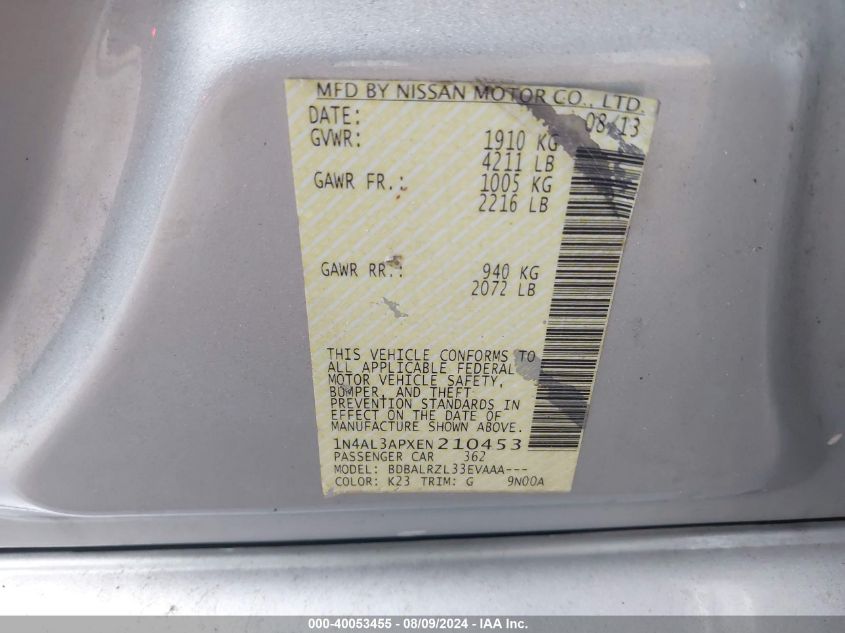 MFD BY NISSAN MOTOR CO., LTD.
DATE: 08/13
GVWR: 1910 KG
4211 LB
GAWR FR.: 1005 KG
2216 LB
GAWR RR.: 940 KG
2072 LB
THIS VEHICLE CONFORMS TO
ALL APPLICABLE FEDERAL
MOTOR VEHICLE SAFETY,
BUMPER, AND THEFT
PREVENTION STANDARDS IN
EFFECT ON THE DATE OF
MANUFACTURE SHOWN ABOVE.
1N4AL3APXEN210453
PASSENGER CAR 362
MODEL: BDBALRZL33EVAAA---
COLOR: K23 TRIM: G 9N00A
000-40053455 - 08/09/2024 - IAA Inc.